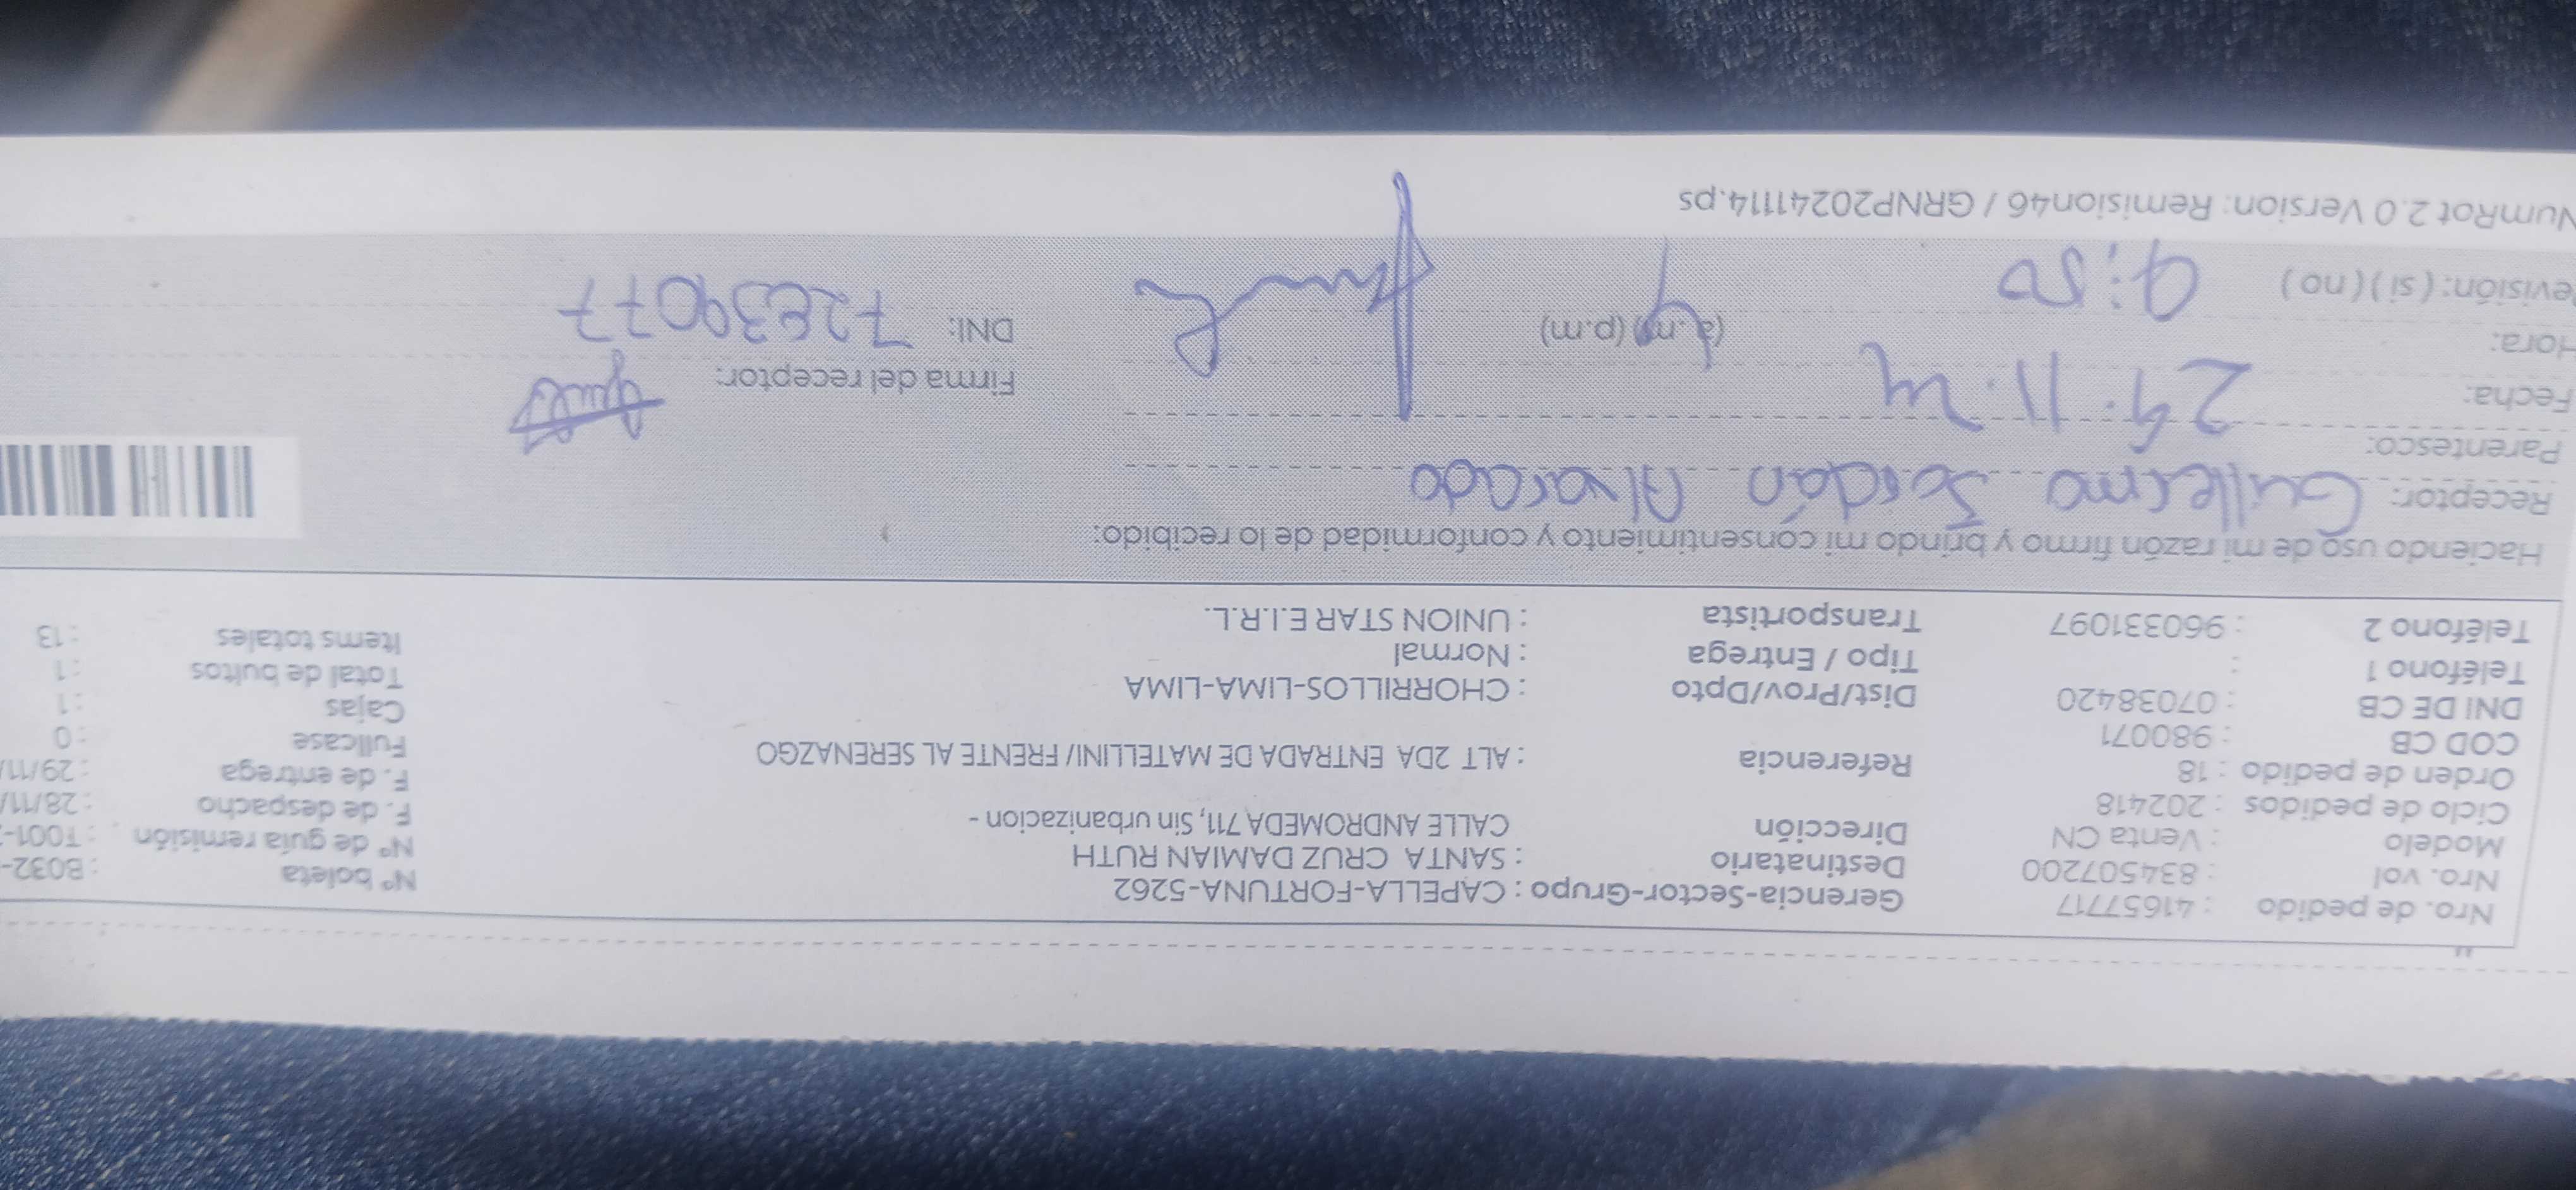 Nro. de pedido : 41657717 Gerencia-Sector-Grupo : CAPELLA-FORTUNA-5262 N° boleta : B032-
Nro. vol : 834507200 Destinatario : SANTA CRUZ DAMIAN RUTH N° de guía remisión : T001-
Modelo : Venta CN Dirección CALLE ANDROMEDA 711, Sin urbanizacion - F. de despacho : 28/11/
Ciclo de pedidos : 202418 F. de entrega : 29/11/
Orden de pedido : 18 Referencia : ALT 2DA ENTRADA DE MATELLINI/ FRENTE AL SERENAZGO Fullcase : 0
COD CB : 980071 Cajas : 1
DNI DE CB : 07038420 Dist/Prov/Dpto : CHORRILLOS-LIMA-LIMA Total de bultos : 1
Teléfono 1 : Tipo / Entrega : Normal Items totales : 13
Teléfono 2 : 960331097 Transportista : UNION STAR E.I.R.L.
Haciendo uso de mi razón firmo y brindo mi consentimiento y conformidad de lo recibido:
Receptor: Guillermo Jordán Alvarado
Parentesco:
Fecha: 29.11.24 Firma del receptor:
Hora: 9:50 (a.m) (p.m) DNI: 72839077
evisión: ( si ) ( no )
NumRot 2.0 Version: Remision46 / GRNP20241114.ps